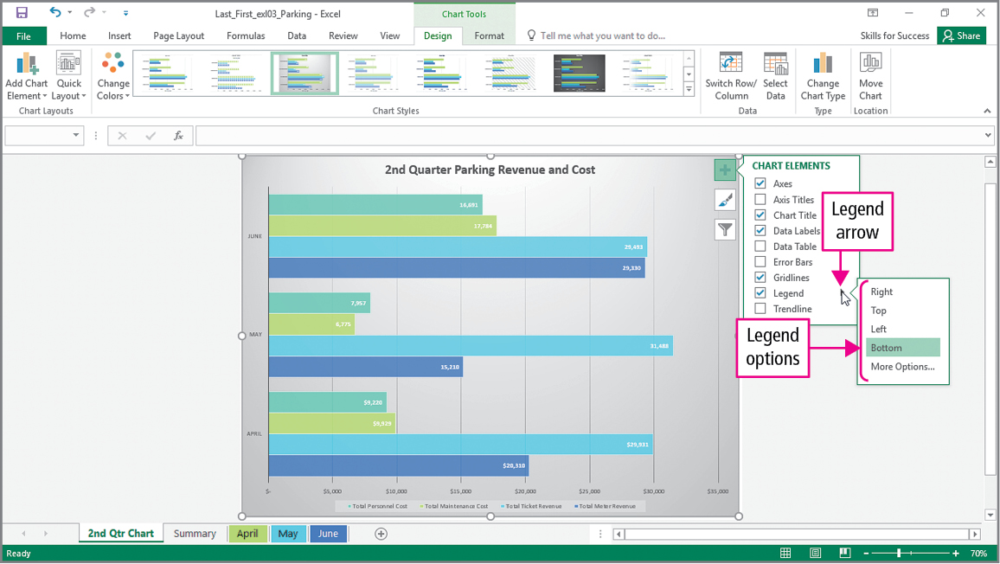 Last_First_exl03_Parking - Excel
Chart Tools
File Home Insert Page Layout Formulas Data Review View Design Format Tell me what you want to do... Skills for Success Share
Add Chart Element
Quick Layout
Change Colors
Switch Row/ Column
Select Data
Change Chart Type
Move Chart
Chart Layouts Chart Styles Data Type Location
fx
2nd Quarter Parking Revenue and Cost
JUNE
16,691
17,784
29,493
29,330
MAY
7,957
6,775
31,488
15,210
APRIL
$9,220
$9,929
$29,931
$20,310
$- $5,000 $10,000 $15,000 $20,000 $25,000 $30,000 $35,000
Total Personnel Cost Total Maintenance Cost Total Ticket Revenue Total Meter Revenue
CHART ELEMENTS
Axes
Axis Titles
Chart Title
Data Labels
Data Table
Error Bars
Gridlines
Legend
Trendline
Legend
arrow
Right
Top
Left
Bottom
More Options...
Legend
options
2nd Qtr Chart Summary April May June
Ready
70%